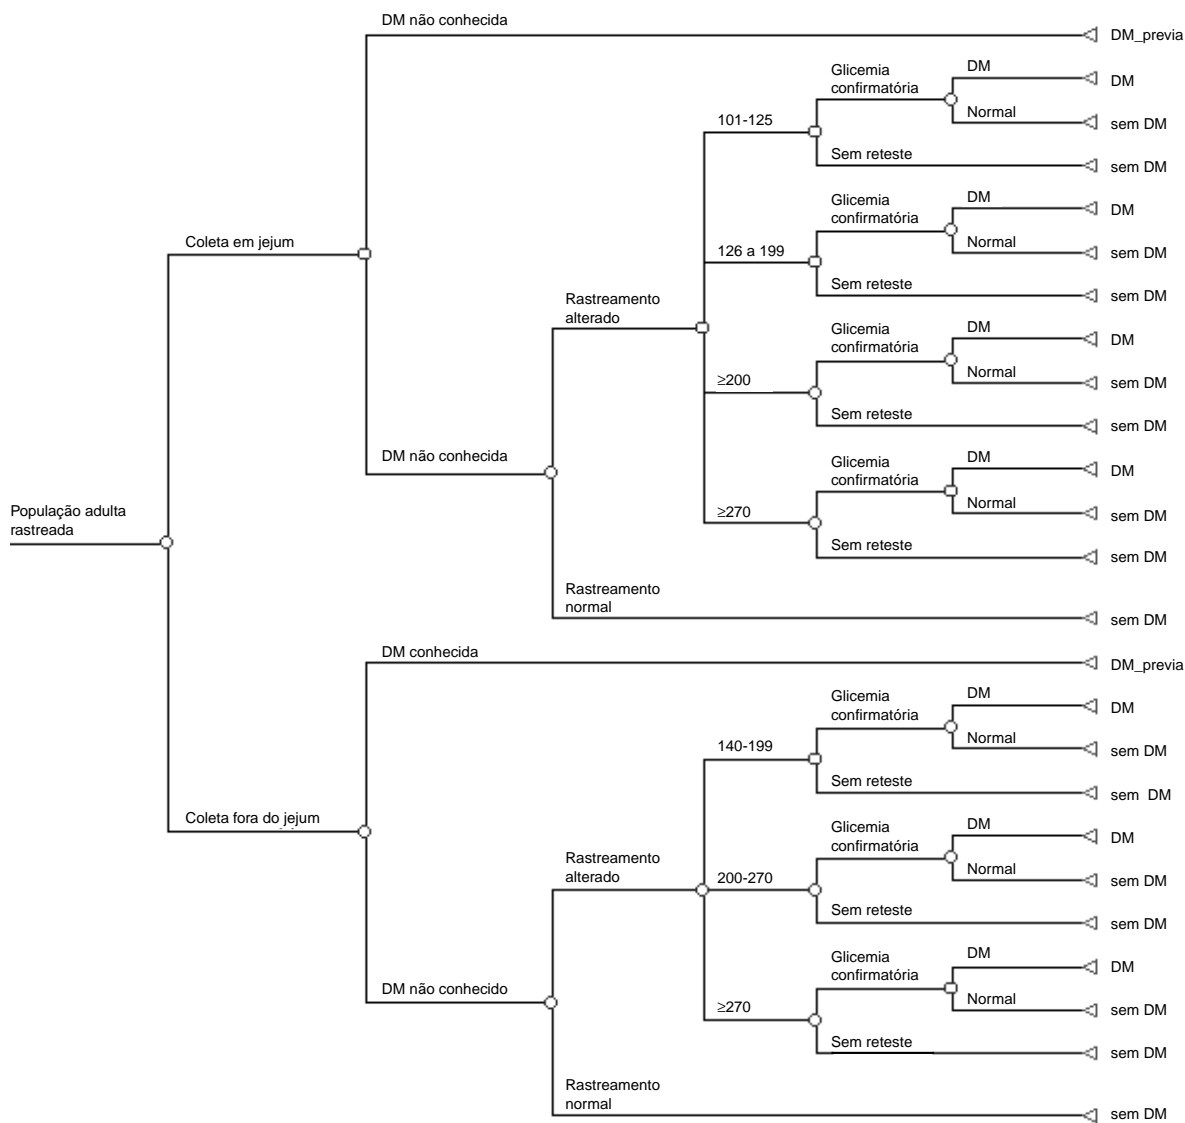 DM não conhecida
DM_previa
Glicemia
confirmatória
DM
DM
Normal
sem DM
101-125
Sem reteste
sem DM
Glicemia
confirmatória
DM
DM
Normal
sem DM
Coleta em jejum
126 a 199
Sem reteste
sem DM
Rastreamento
alterado
Glicemia
confirmatória
DM
DM
Normal
sem DM
≥200
Sem reteste
sem DM
DM não conhecida
Glicemia
confirmatória
DM
DM
Normal
sem DM
≥270
Sem reteste
sem DM
População adulta
rastreada
Rastreamento
normal
sem DM
DM conhecida
DM_previa
Glicemia
confirmatória
DM
DM
Normal
sem DM
140-199
Sem reteste
sem DM
Coleta fora do jejum
Glicemia
confirmatória
DM
DM
Normal
sem DM
Rastreamento
alterado
200-270
Sem reteste
sem DM
Glicemia
confirmatória
DM
DM
Normal
sem DM
DM não conhecido
≥270
Sem reteste
sem DM
Rastreamento
normal
sem DM